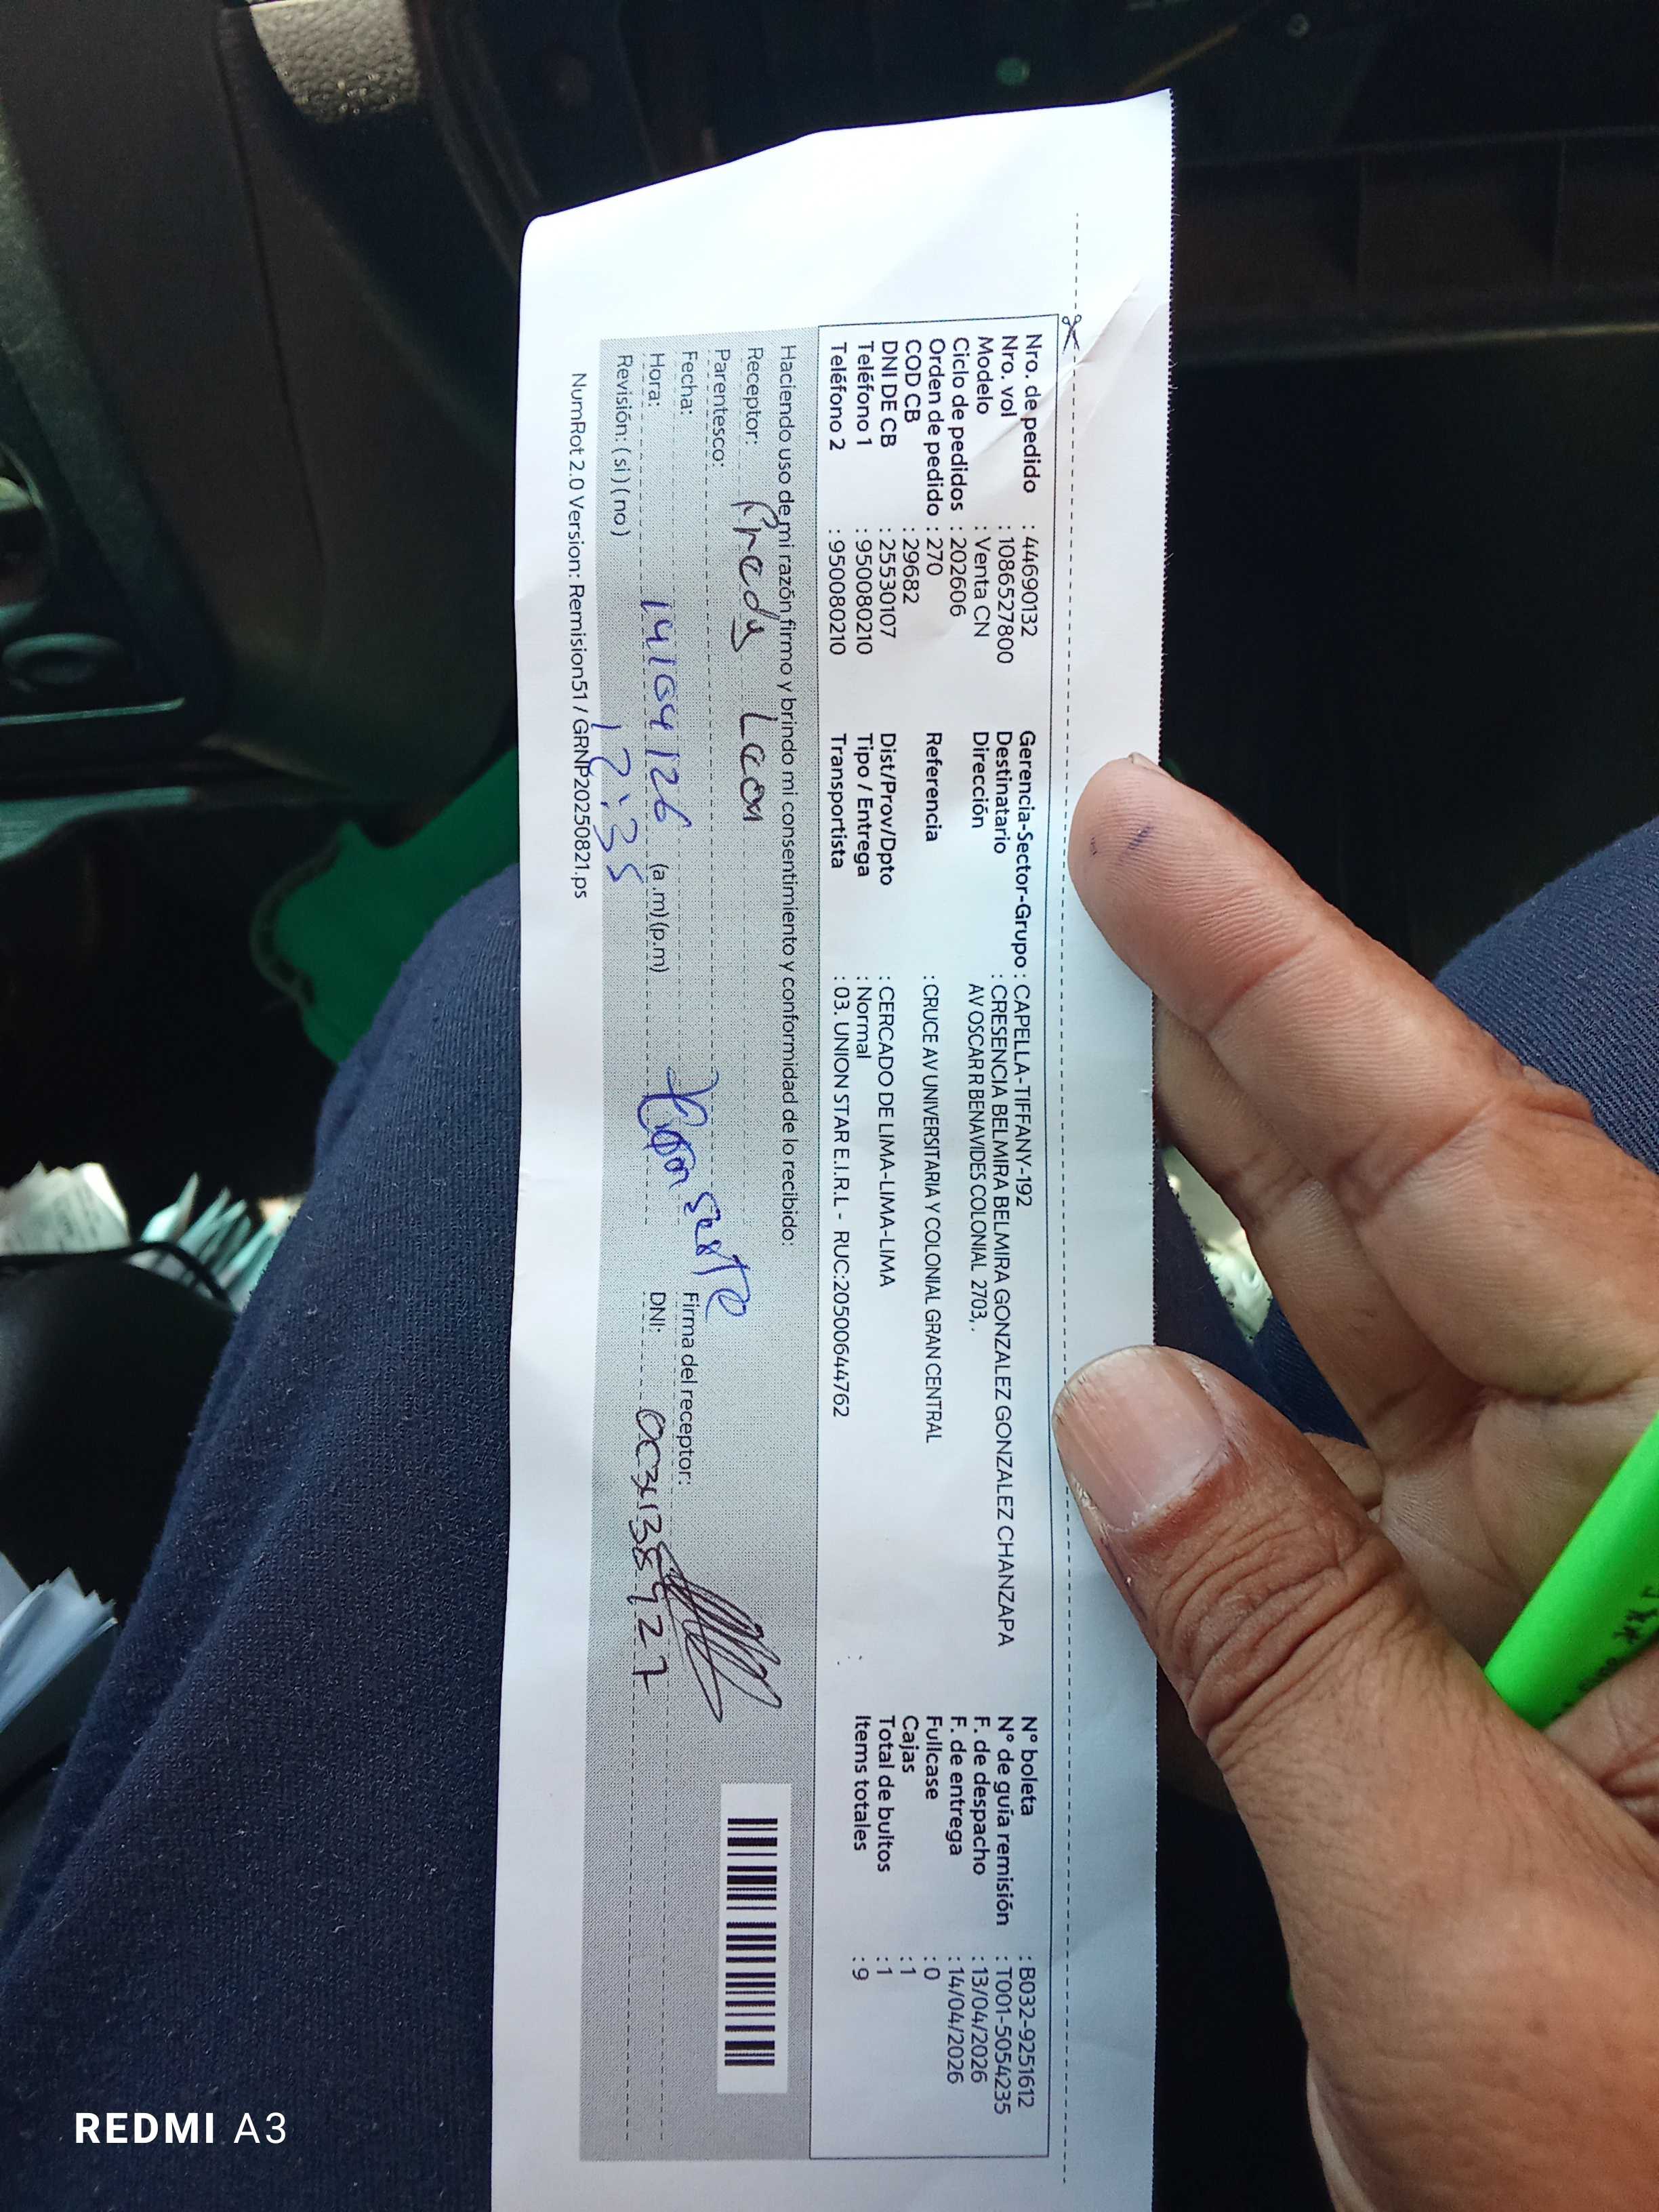 Nro. de pedido : 44690132
Nro. vol : 1086527800
Modelo : Venta CN
Ciclo de pedidos : 202606
Orden de pedido : 270
COD CB : 29682
DNI DE CB : 25530107
Teléfono 1 : 950080210
Teléfono 2 : 950080210
Gerencia-Sector-Grupo : CAPELLA-TIFFANY-192
Destinatario : CRESENCIA BELMIRA BELMIRA GONZALEZ GONZALEZ CHANZAPA
Dirección AV OSCAR R BENAVIDES COLONIAL 2703, .
Referencia : CRUCE AV UNIVERSITARIA Y COLONIAL GRAN CENTRAL
Dist/Prov/Dpto : CERCADO DE LIMA-LIMA-LIMA
Tipo / Entrega : Normal
Transportista : 03. UNION STAR E.I.R.L - RUC:20500644762
N° boleta : B032-9251612
N° de guía remisión : T001-5054235
F. de despacho : 13/04/2026
F. de entrega : 14/04/2026
Fullcase : 0
Cajas : 1
Total de bultos : 1
Items totales : 9
Haciendo uso de mi razón firmo y brindo mi consentimiento y conformidad de lo recibido:
Receptor: Fredy
Parentesco:
Fecha: 14/04/26
Hora: 12:35 (a.m) (p.m)
Firma del receptor:
DNI:
Revisión: ( si ) ( no )
NumRot 2.0 Version: Remision51 / GRNP20250821.ps
REDMI A3